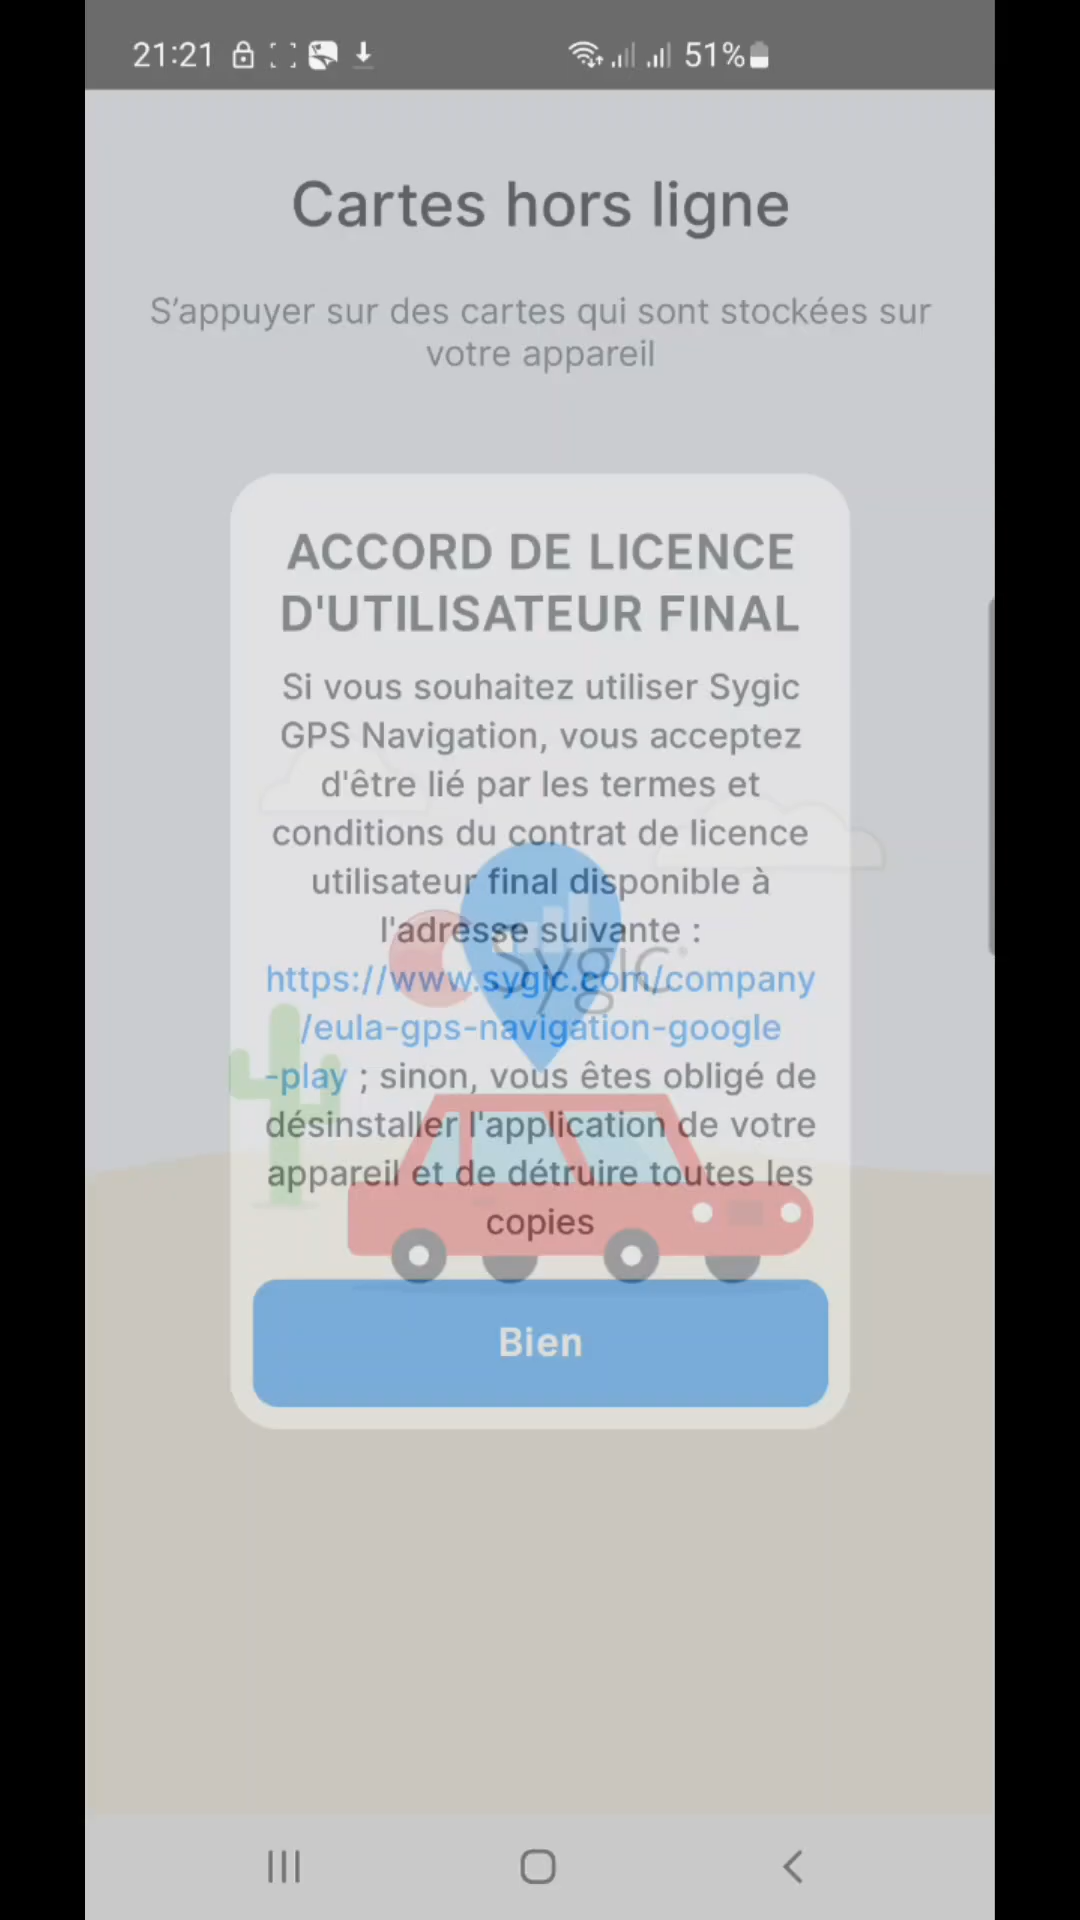 21:21 51%
Cartes hors ligne
S’appuyer sur des cartes qui sont stockées sur
votre appareil
ACCORD DE LICENCE
D'UTILISATEUR FINAL
Si vous souhaitez utiliser Sygic
GPS Navigation, vous acceptez
d'être lié par les termes et
conditions du contrat de licence
utilisateur final disponible à
l'adresse suivante :
Sygic
https://www.sygic.com/company
/eula-gps-navigation-google
-play ; sinon, vous êtes obligé de
désinstaller l'application de votre
appareil et de détruire toutes les
copies
Bien